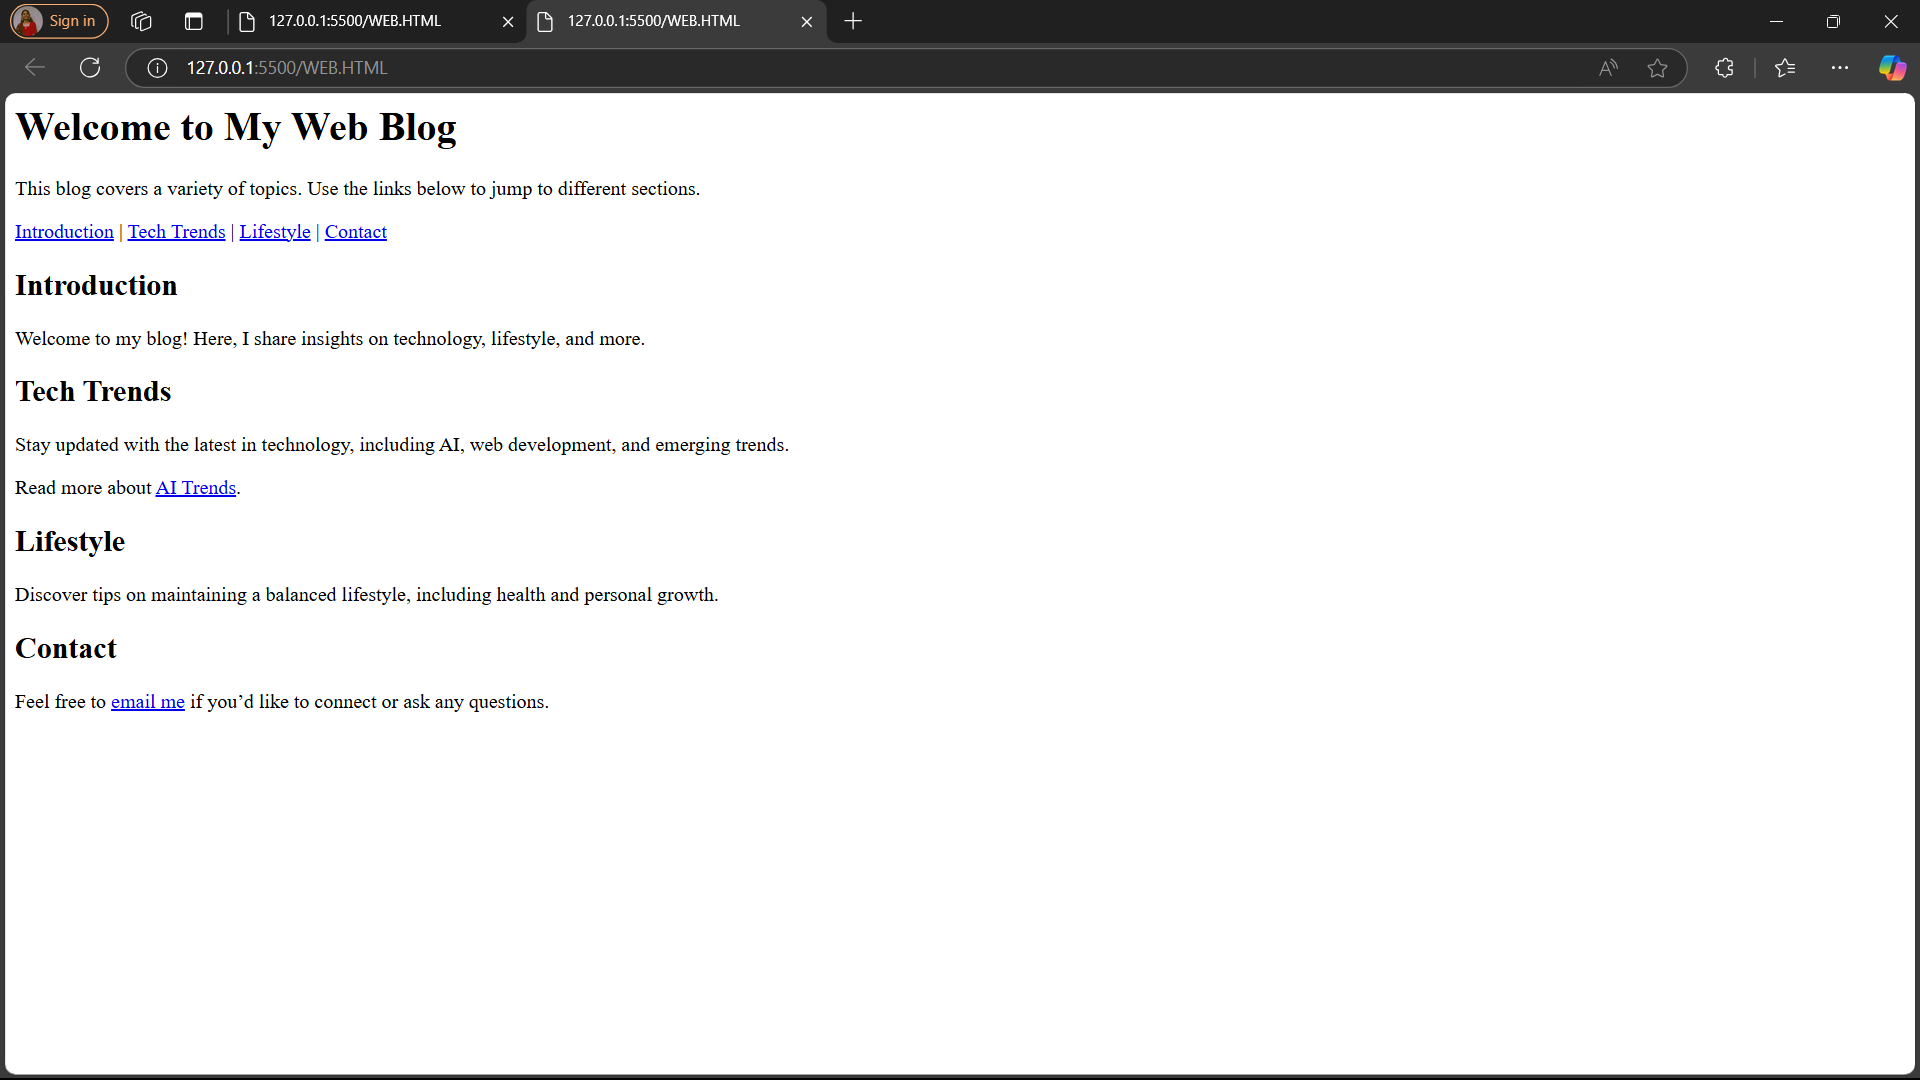 Sign in
127.0.0.1:5500/WEB.HTML
127.0.0.1:5500/WEB.HTML
127.0.0.1:5500/WEB.HTML
Welcome to My Web Blog
This blog covers a variety of topics. Use the links below to jump to different sections.
Introduction | Tech Trends | Lifestyle | Contact
Introduction
Welcome to my blog! Here, I share insights on technology, lifestyle, and more.
Tech Trends
Stay updated with the latest in technology, including AI, web development, and emerging trends.
Read more about AI Trends.
Lifestyle
Discover tips on maintaining a balanced lifestyle, including health and personal growth.
Contact
Feel free to email me if you’d like to connect or ask any questions.